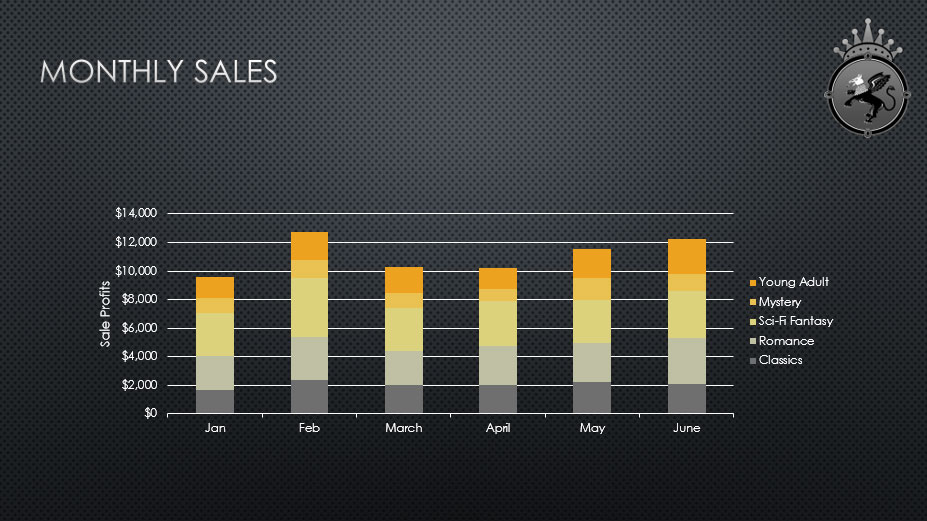 MONTHLY SALES
$14,000
$12,000
$10,000
$8,000
$6,000
$4,000
$2,000
$0
Sale Profits
Jan Feb March April May June
Young Adult
Mystery
Sci-Fi Fantasy
Romance
Classics